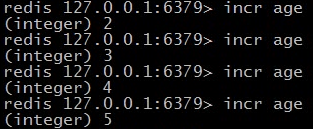 redis 127.0.0.1:6379> incr age
(integer) 2
redis 127.0.0.1:6379> incr age
(integer) 3
redis 127.0.0.1:6379> incr age
(integer) 4
redis 127.0.0.1:6379> incr age
(integer) 5